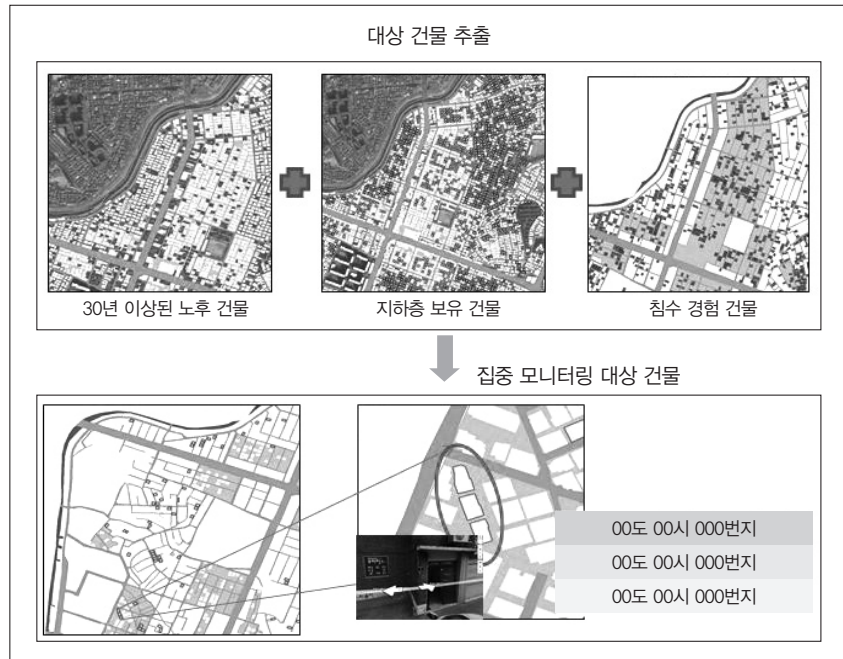 대상 건물 추출
30년 이상된 노후 건물
지하층 보유 건물
침수 경험 건물
집중 모니터링 대상 건물
00도 00시 000번지
00도 00시 000번지
00도 00시 000번지